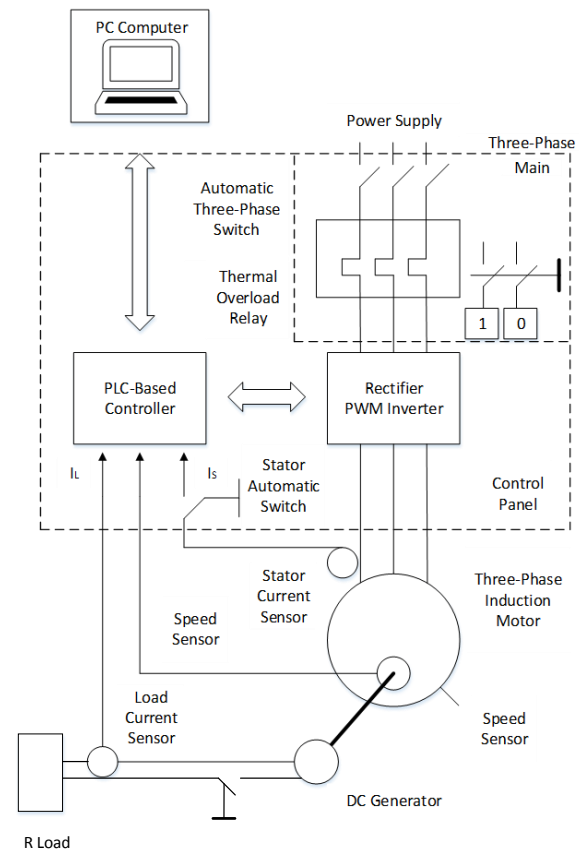 PC Computer
Power Supply
Three-Phase
Main
Automatic
Three-Phase
Switch
Thermal
Overload
Relay
1
0
PLC-Based
Controller
Rectifier
PWM Inverter
IL
IS
Stator
Automatic
Switch
Control
Panel
Stator
Current
Sensor
Three-Phase
Induction
Motor
Speed
Sensor
Load
Current
Sensor
Speed
Sensor
DC Generator
R Load